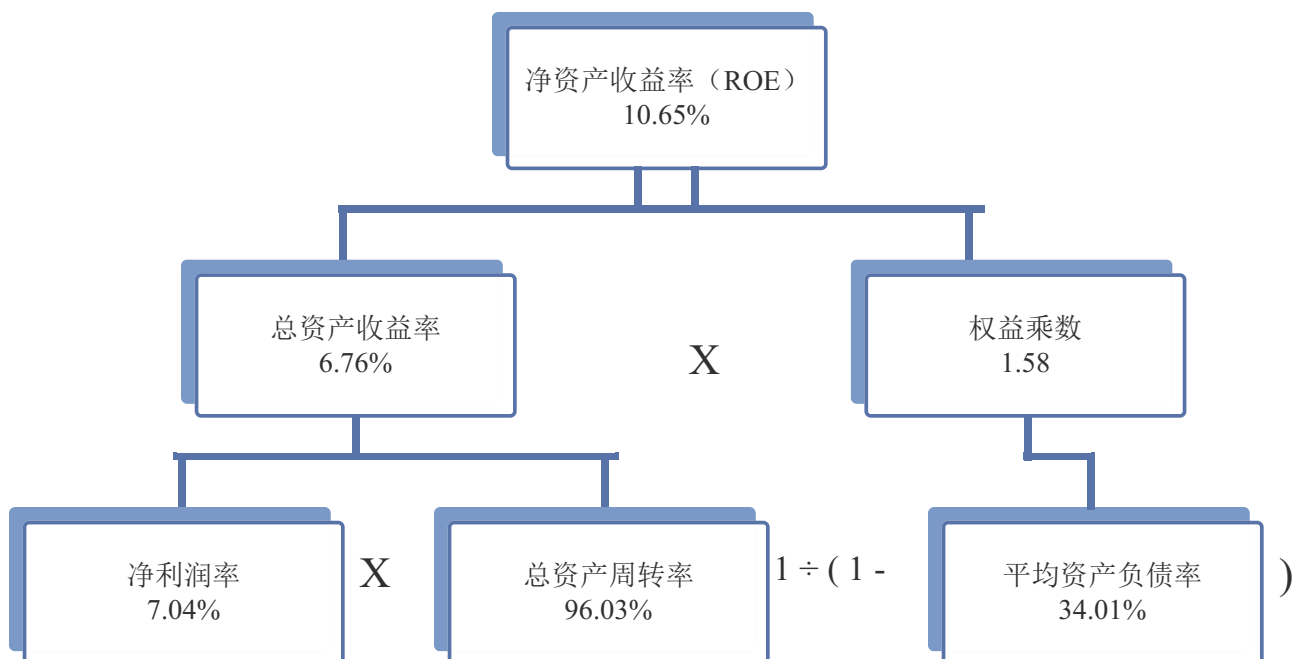 净资产收益率（ROE）
10.65%
总资产收益率
6.76%
X
权益乘数
1.58
净利润率
7.04%
X
总资产周转率
96.03%
1 ÷ ( 1 -
平均资产负债率
34.01%
)